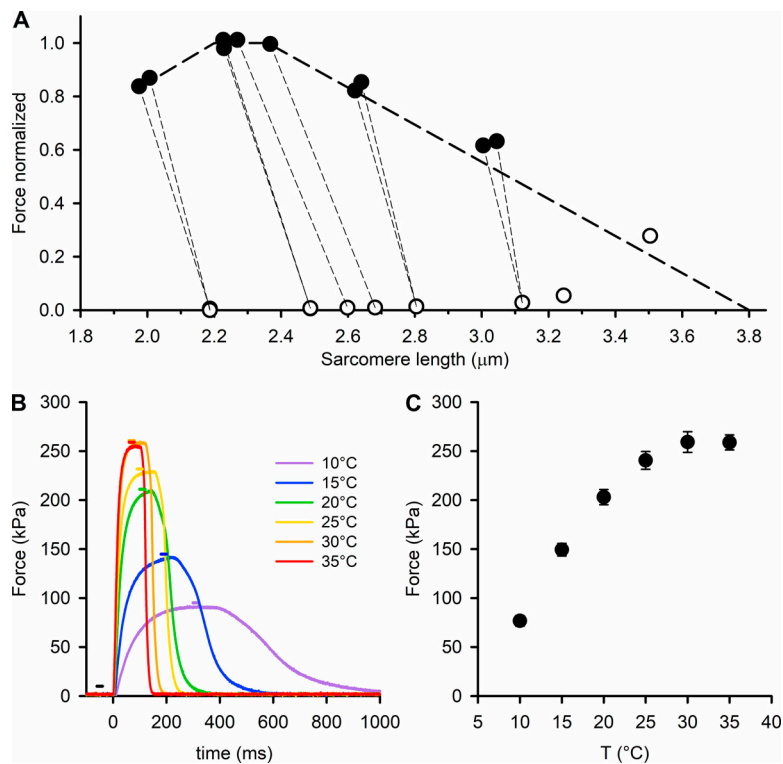 A
Force normalized
1.0
0.8
0.6
0.4
0.2
0.0
1.8 2.0 2.2 2.4 2.6 2.8 3.0 3.2 3.4 3.6 3.8
Sarcomere length (μm)
B
Force (kPa)
300
250
200
150
100
50
0
10°C
15°C
20°C
25°C
30°C
35°C
0 200 400 600 800 1000
time (ms)
C
Force (kPa)
300
250
200
150
100
50
0
5 10 15 20 25 30 35 40
T (°C)